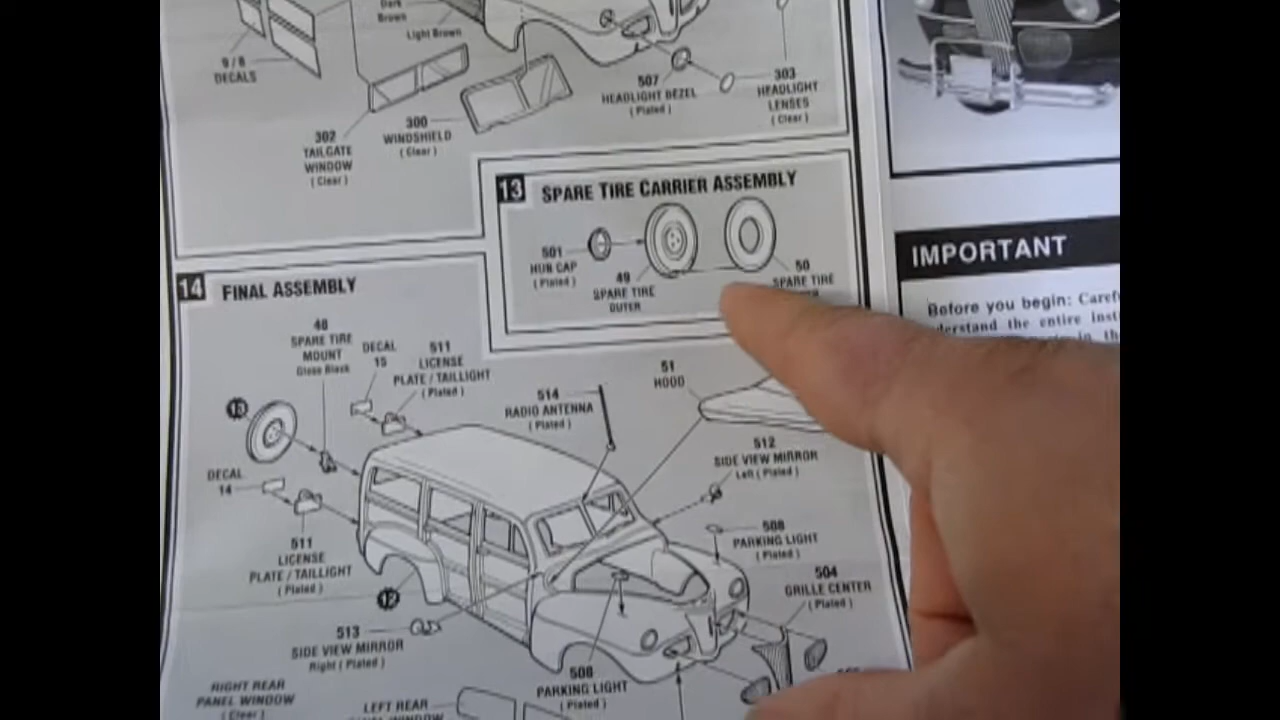 Dark
Brown
Light Brown
9 / 8
DECALS
507
HEADLIGHT BEZEL
( Plated )
303
HEADLIGHT
LENSES
( Clear )
302
TAILGATE
WINDOW
( Clear )
300
WINDSHIELD
( Clear )
13 SPARE TIRE CARRIER ASSEMBLY
501
HUB CAP
( Plated )
49
SPARE TIRE
OUTER
50
SPARE TIRE
IMPORTANT
Before you begin:
the entire
14 FINAL ASSEMBLY
48
SPARE TIRE
MOUNT
Gloss Black
DECAL
15
511
LICENSE
PLATE / TAILLIGHT
( Plated )
514
RADIO ANTENNA
( Plated )
51
HOOD
13
512
SIDE VIEW MIRROR
Left ( Plated )
DECAL
14
511
LICENSE
PLATE / TAILLIGHT
( Plated )
508
PARKING LIGHT
( Plated )
12
504
GRILLE CENTER
( Plated )
513
SIDE VIEW MIRROR
Right ( Plated )
508
PARKING LIGHT
( Plated )
RIGHT REAR
PANEL WINDOW
( Clear )
LEFT REAR
PANEL WINDOW